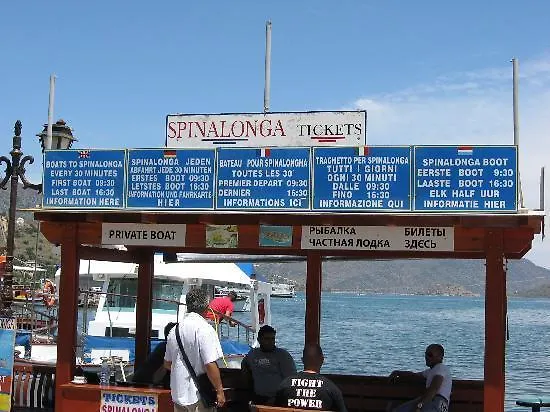 SPINALONGA TICKETS
BOATS TO SPINALONGA
EVERY 30 MINUTES
FIRST BOAT 09:30
LAST BOAT 16:30
INFORMATION HERE
SPINALONGA JEDEN
ABFAHRT JEDE 30 MINUTEN
ERSTES BOOT 09:30
LETSTES BOOT 16:30
INFORMATION UND FAHRKARTE
HIER
BATEAU POUR SPINALONGHA
TOUTES LES 30'
PREMIER DEPART 09:30
DERNIER 16:30
INFORMATIONS ICI
TRAGHETTO PER SPINALONGA
TUTTI I GIORNI
OGNI 30 MINUTI
DALLE 09:30
FINO 16:30
INFORMAZIONE QUI
SPINALONGA BOOT
EERSTE BOOT 9:30
LAASTE BOOT 16:30
ELK HALF UUR
INFORMATIE HIER
PRIVATE BOAT
РЫБАЛКА БИЛЕТЫ
ЧАСТНАЯ ЛОДКА ЗДЕСЬ
FIGHT
THE POWER
TICKETS
SPINALONGA